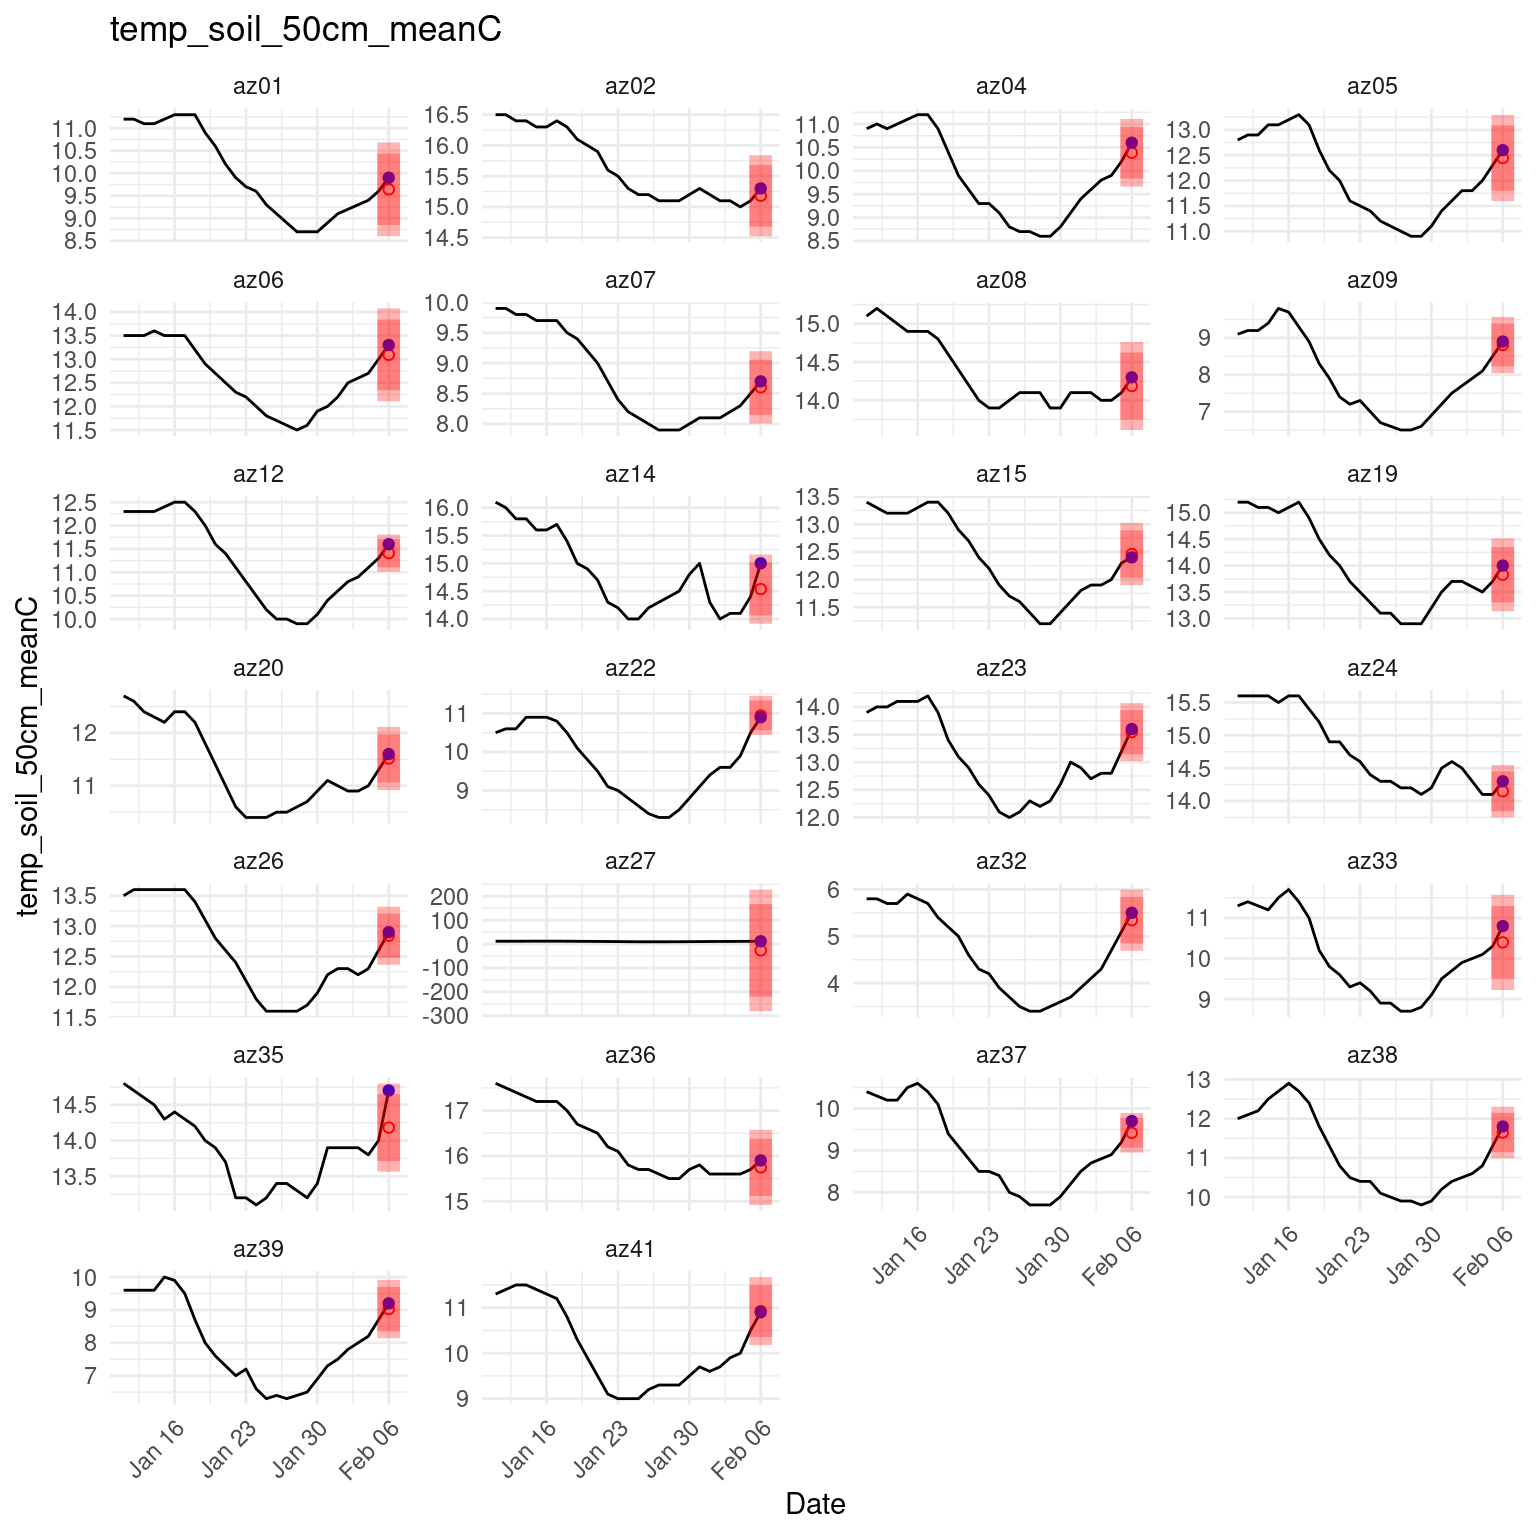 temp_soil_50cm_meanC
az01 az02 az04 az05
11.0 10.5 10.0 9.5 9.0 8.5
16.5 16.0 15.5 15.0 14.5
11.0 10.5 10.0 9.5 9.0 8.5
13.0 12.5 12.0 11.5 11.0
az06 az07 az08 az09
14.0 13.5 13.0 12.5 12.0 11.5
10.0 9.5 9.0 8.5 8.0
15.0 14.5 14.0
9 8 7
az12 az14 az15 az19
12.5 12.0 11.5 11.0 10.5 10.0
16.0 15.5 15.0 14.5 14.0
13.5 13.0 12.5 12.0 11.5
15.0 14.5 14.0 13.5 13.0
az20 az22 az23 az24
12 11
11 10 9
14.0 13.5 13.0 12.5 12.0
15.5 15.0 14.5 14.0
az26 az27 az32 az33
13.5 13.0 12.5 12.0 11.5
200 100 0 -100 -200 -300
6 5 4
11 10 9
az35 az36 az37 az38
14.5 14.0 13.5
17 16 15
10 9 8
13 12 11 10
Jan 16 Jan 23 Jan 30 Feb 06
Jan 16 Jan 23 Jan 30 Feb 06
az39 az41
10 9 8 7
11 10 9
Jan 16 Jan 23 Jan 30 Feb 06
Jan 16 Jan 23 Jan 30 Feb 06
temp_soil_50cm_meanC
Date